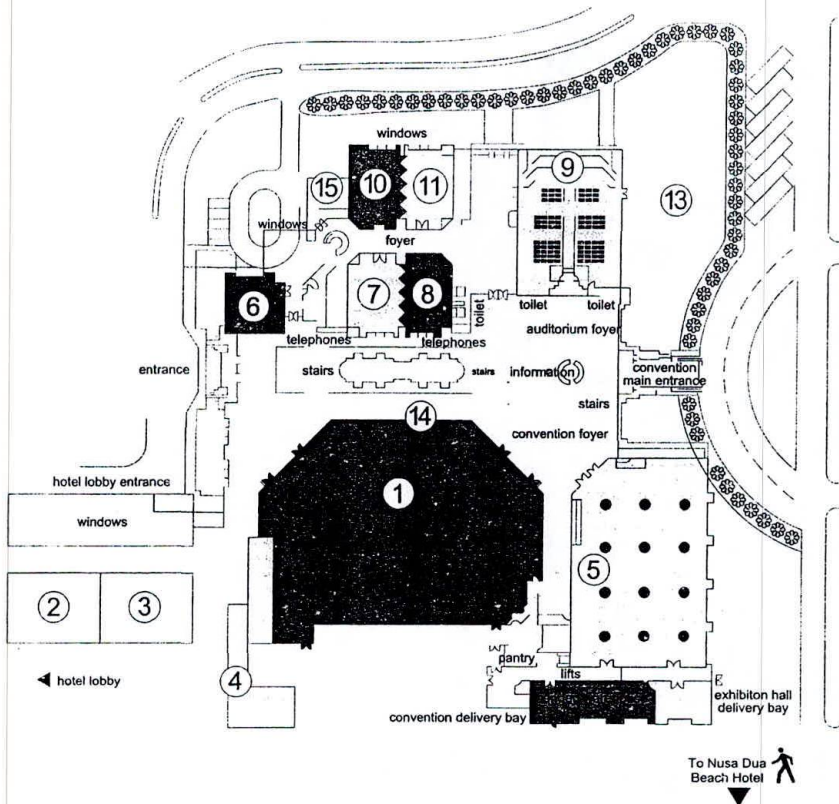 windows
9
15
10
11
13
windows
foyer
6
7
8
toilet
toilet
toilet
auditorium foyer
telephones
telephones
entrance
stairs
stairs
information
convention
main entrance
14
stairs
convention foyer
hotel lobby entrance
1
windows
5
2
3
pantry
lifts
4
hotel lobby
convention delivery bay
exhibiton hall
delivery bay
To Nusa Dua
Beach Hotel